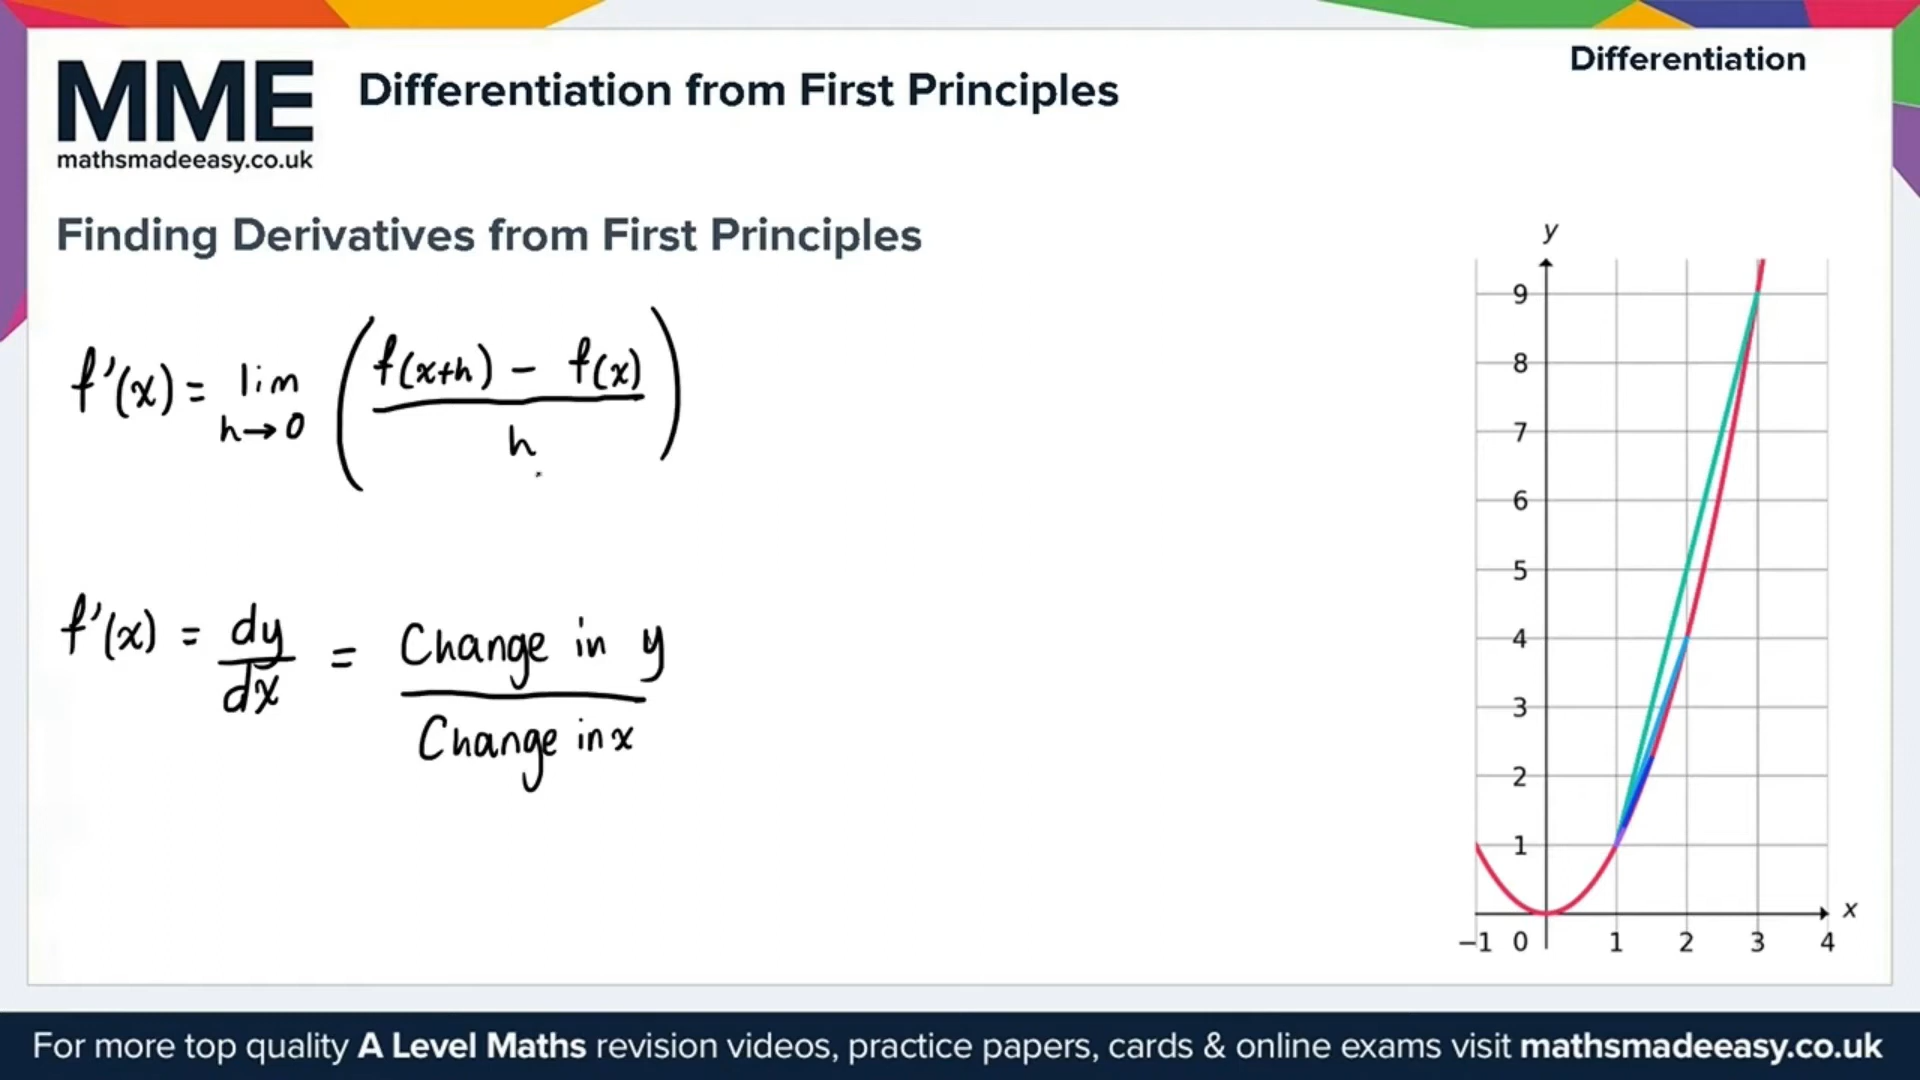 MME
mathsmadeeasy.co.uk
Differentiation from First Principles
Differentiation
Finding Derivatives from First Principles
f'(x) = lim h→0 ( f(x+h) - f(x) / h )
f'(x) = dy/dx = Change in y / Change in x
y
9
8
7
6
5
4
3
2
1
x
−1 0 1 2 3 4
For more top quality A Level Maths revision videos, practice papers, cards & online exams visit mathsmadeeasy.co.uk